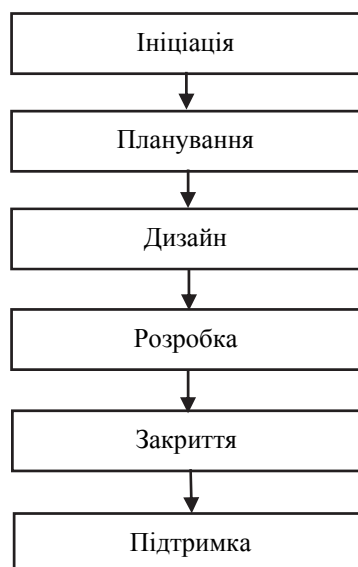 Ініціація
Планування
Дизайн
Розробка
Закриття
Підтримка